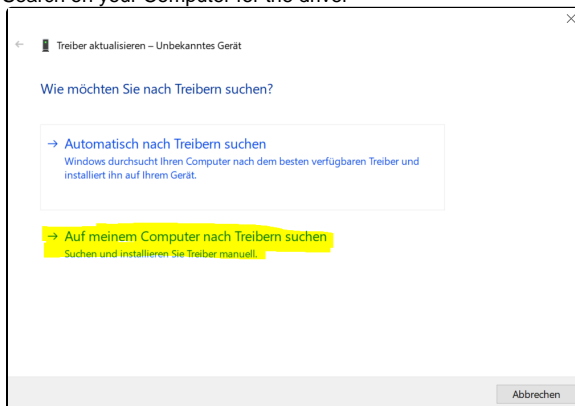 Search on your Computer for the driver
Treiber aktualisieren – Unbekanntes Gerät
Wie möchten Sie nach Treibern suchen?
→ Automatisch nach Treibern suchen
Windows durchsucht Ihren Computer nach dem besten verfügbaren Treiber und
installiert ihn auf Ihrem Gerät.
→ Auf meinem Computer nach Treibern suchen
Suchen und installieren Sie Treiber manuell.
Abbrechen